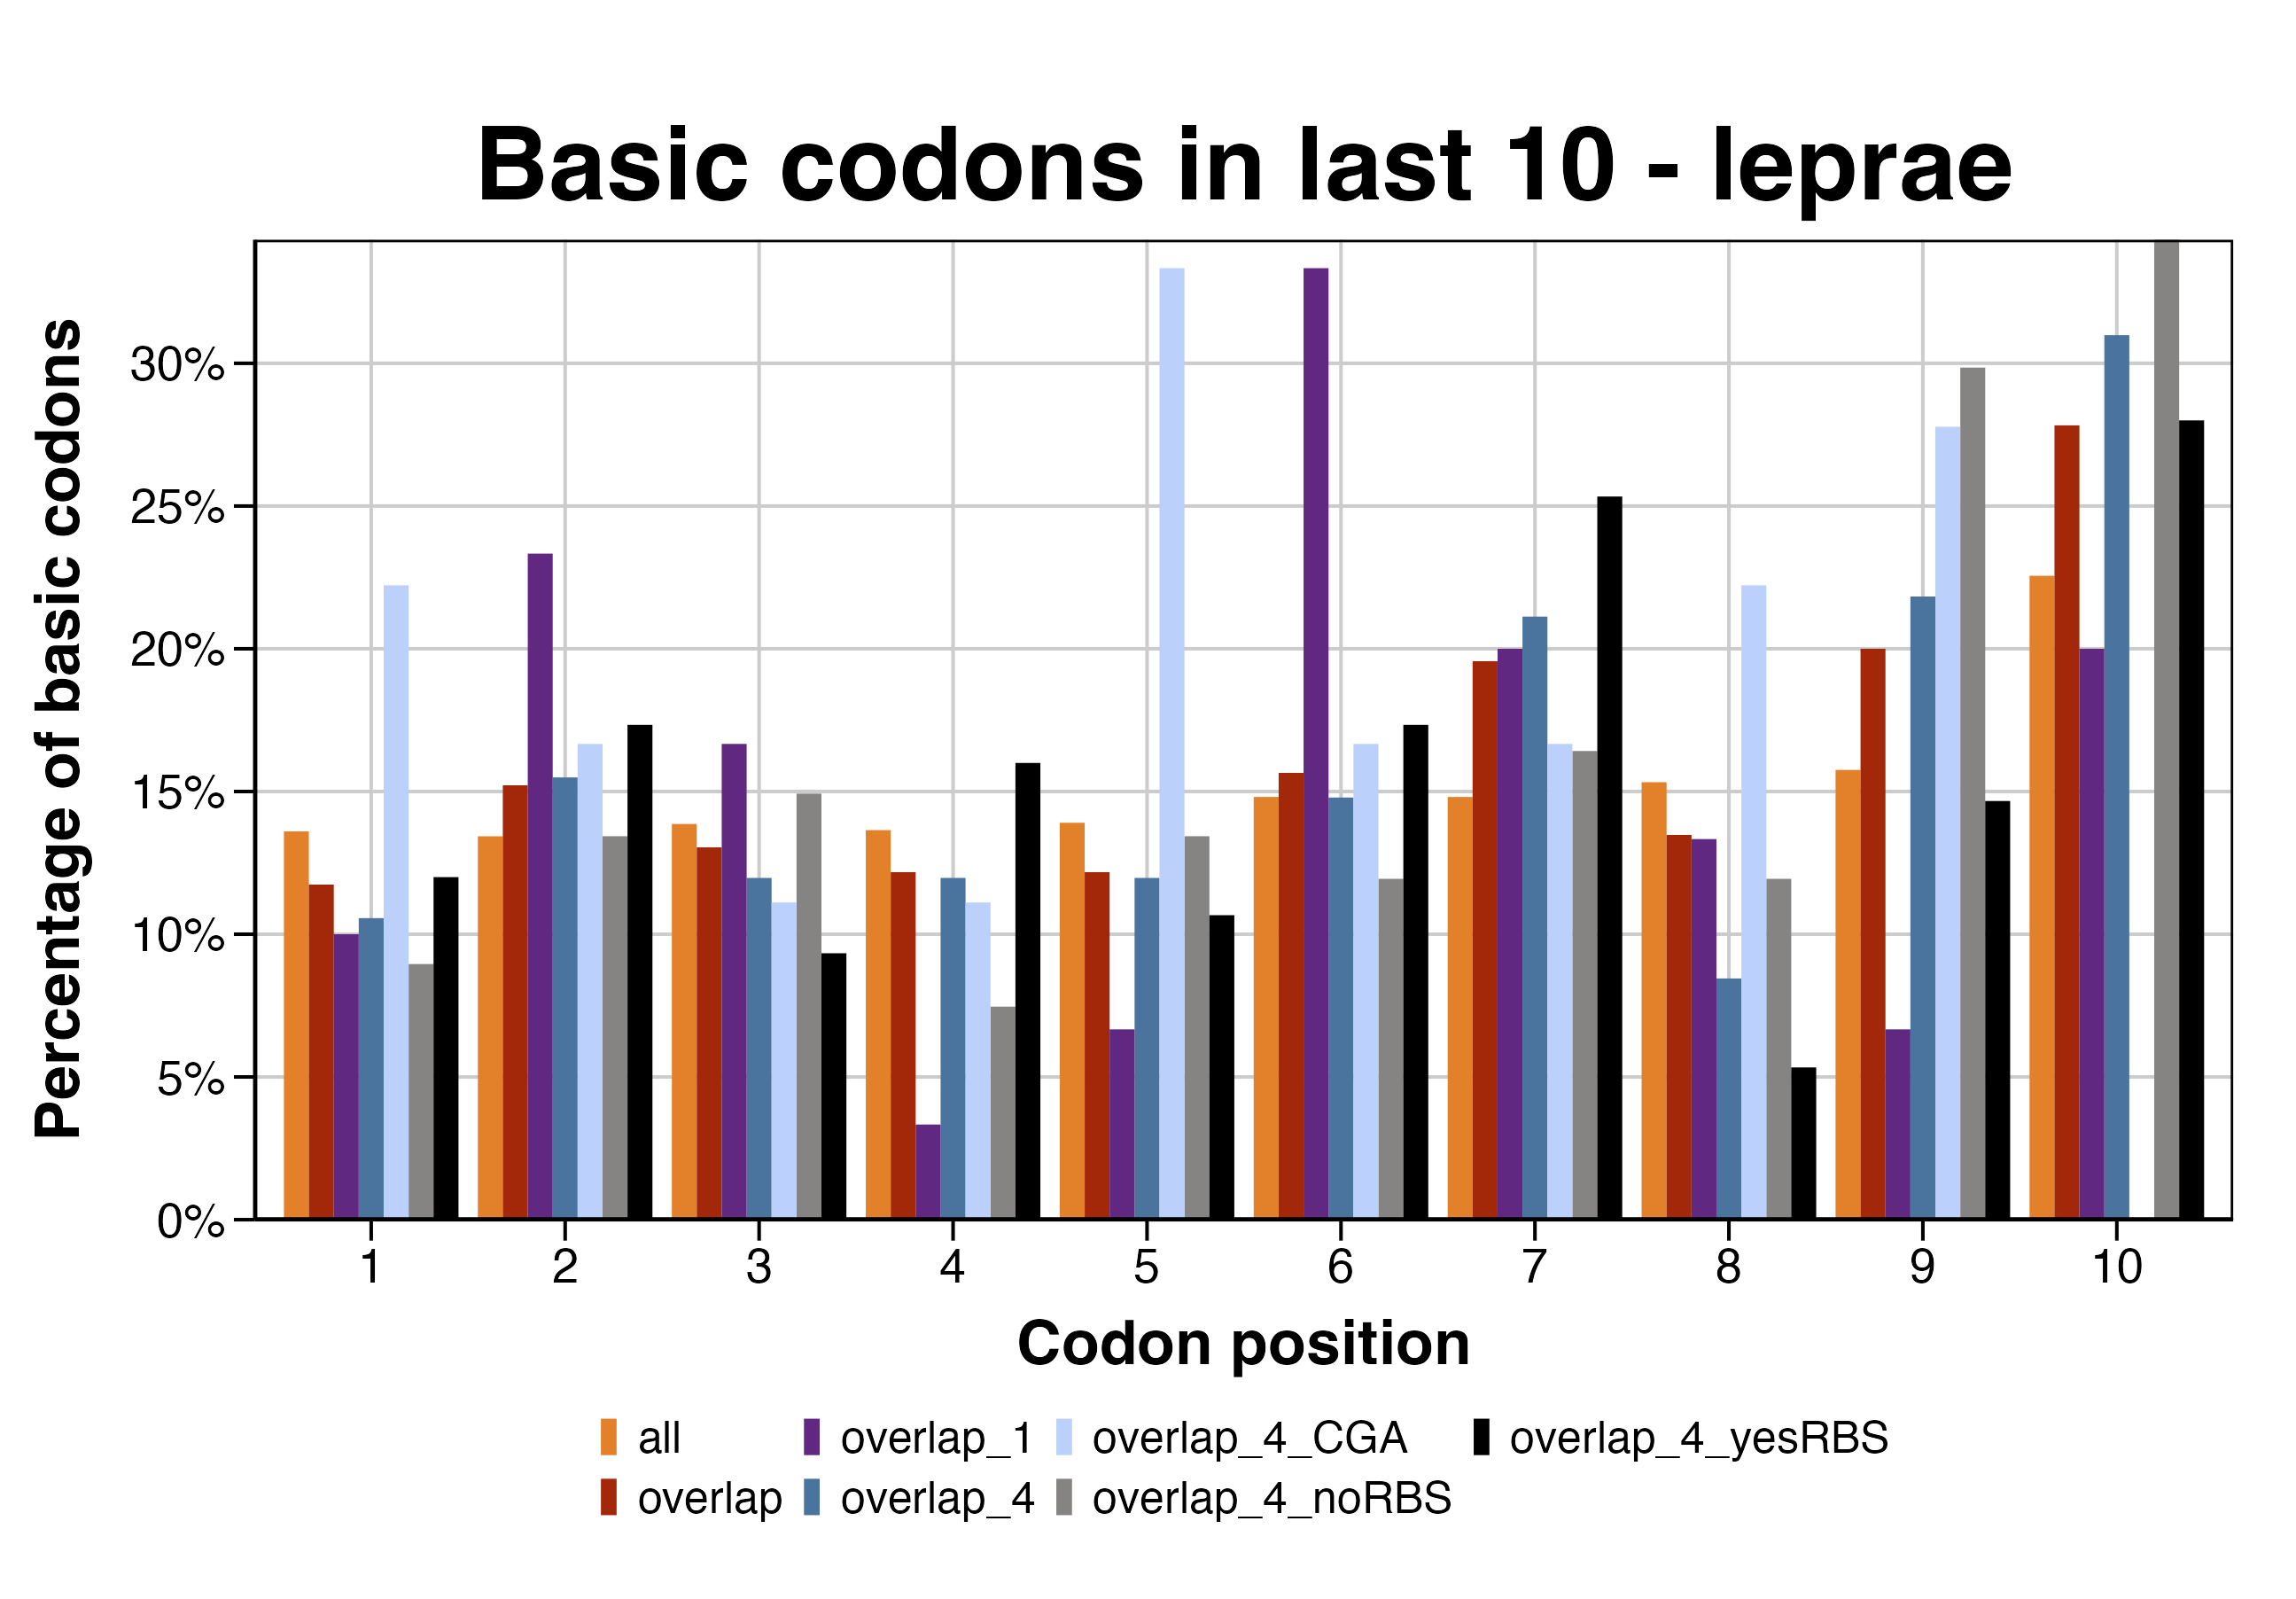 Basic codons in last 10 - leprae
Percentage of basic codons
30%
25%
20%
15%
10%
5%
0%
1 2 3 4 5 6 7 8 9 10
Codon position
all overlap_1 overlap_4_CGA overlap_4_yesRBS
overlap overlap_4 overlap_4_noRBS